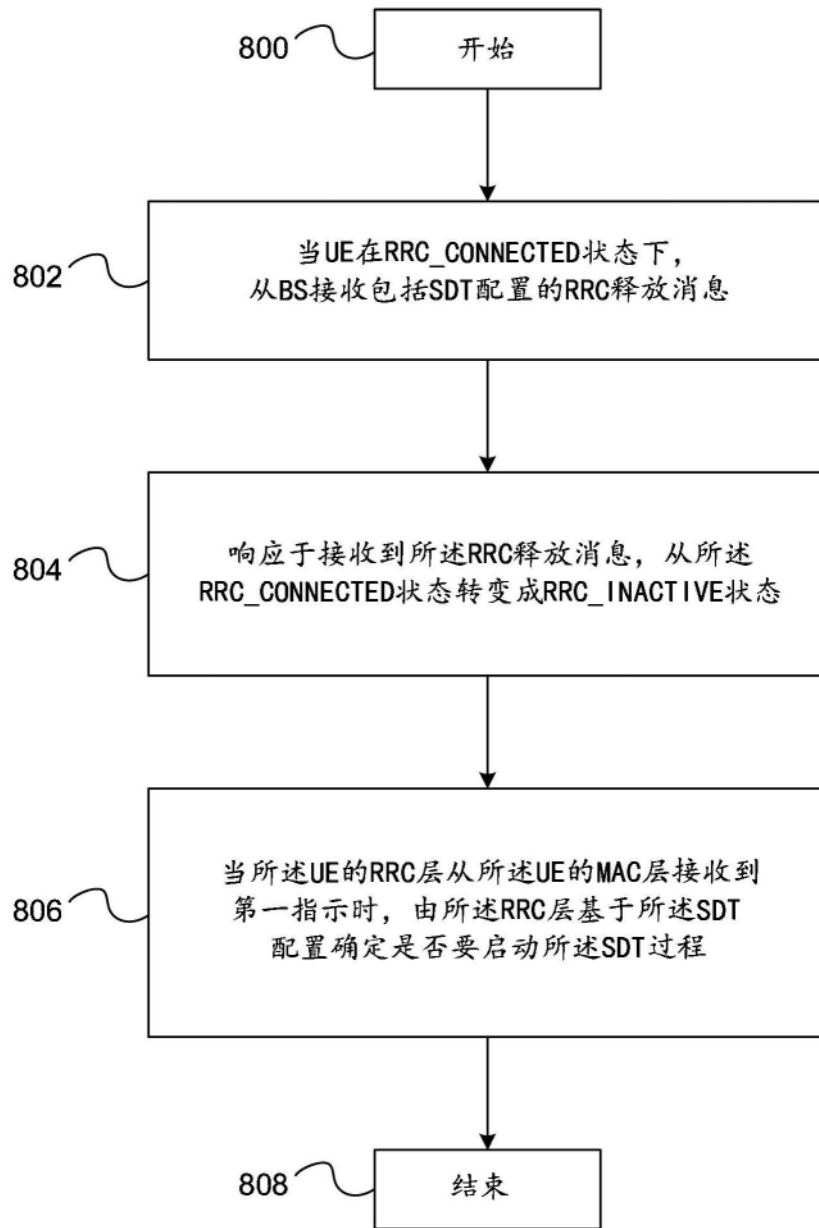 800
开始
802
当UE在RRC_CONNECTED状态下,
从BS接收包括SDT配置的RRC释放消息
804
响应于接收到所述RRC释放消息, 从所述
RRC_CONNECTED状态转变成RRC_INACTIVE状态
806
当所述UE的RRC层从所述UE的MAC层接收到
第一指示时, 由所述RRC层基于所述SDT
配置确定是否要启动所述SDT过程
808
结束